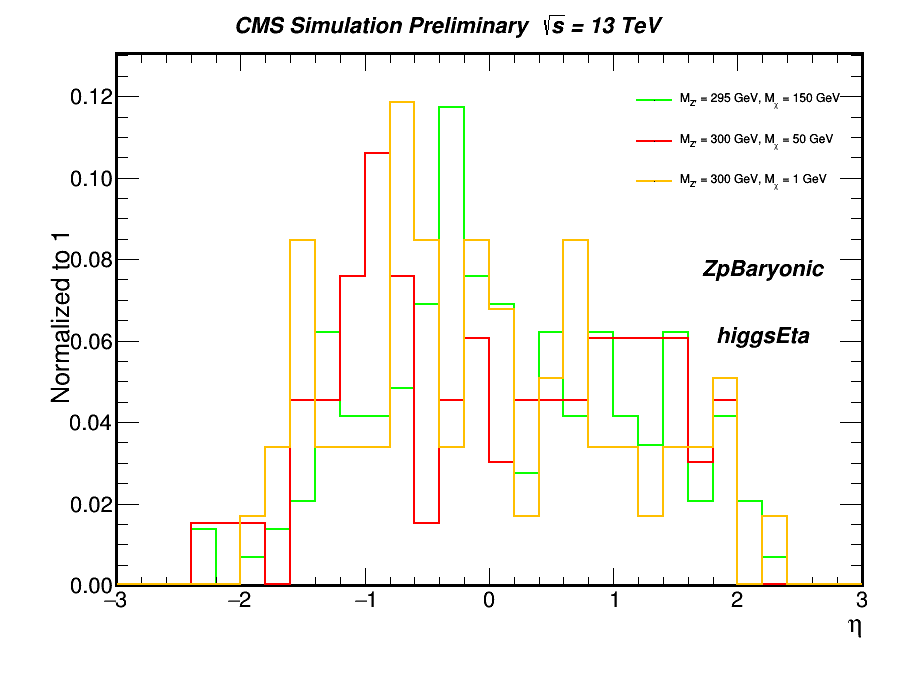 CMS Simulation Preliminary √s = 13 TeV
0.12
0.10
0.08
0.06
0.04
0.02
0.00
Normalized to 1
M_Z' = 295 GeV, M_χ = 150 GeV
M_Z' = 300 GeV, M_χ = 50 GeV
M_Z' = 300 GeV, M_χ = 1 GeV
ZpBaryonic
higgsEta
−3 −2 −1 0 1 2 3
η